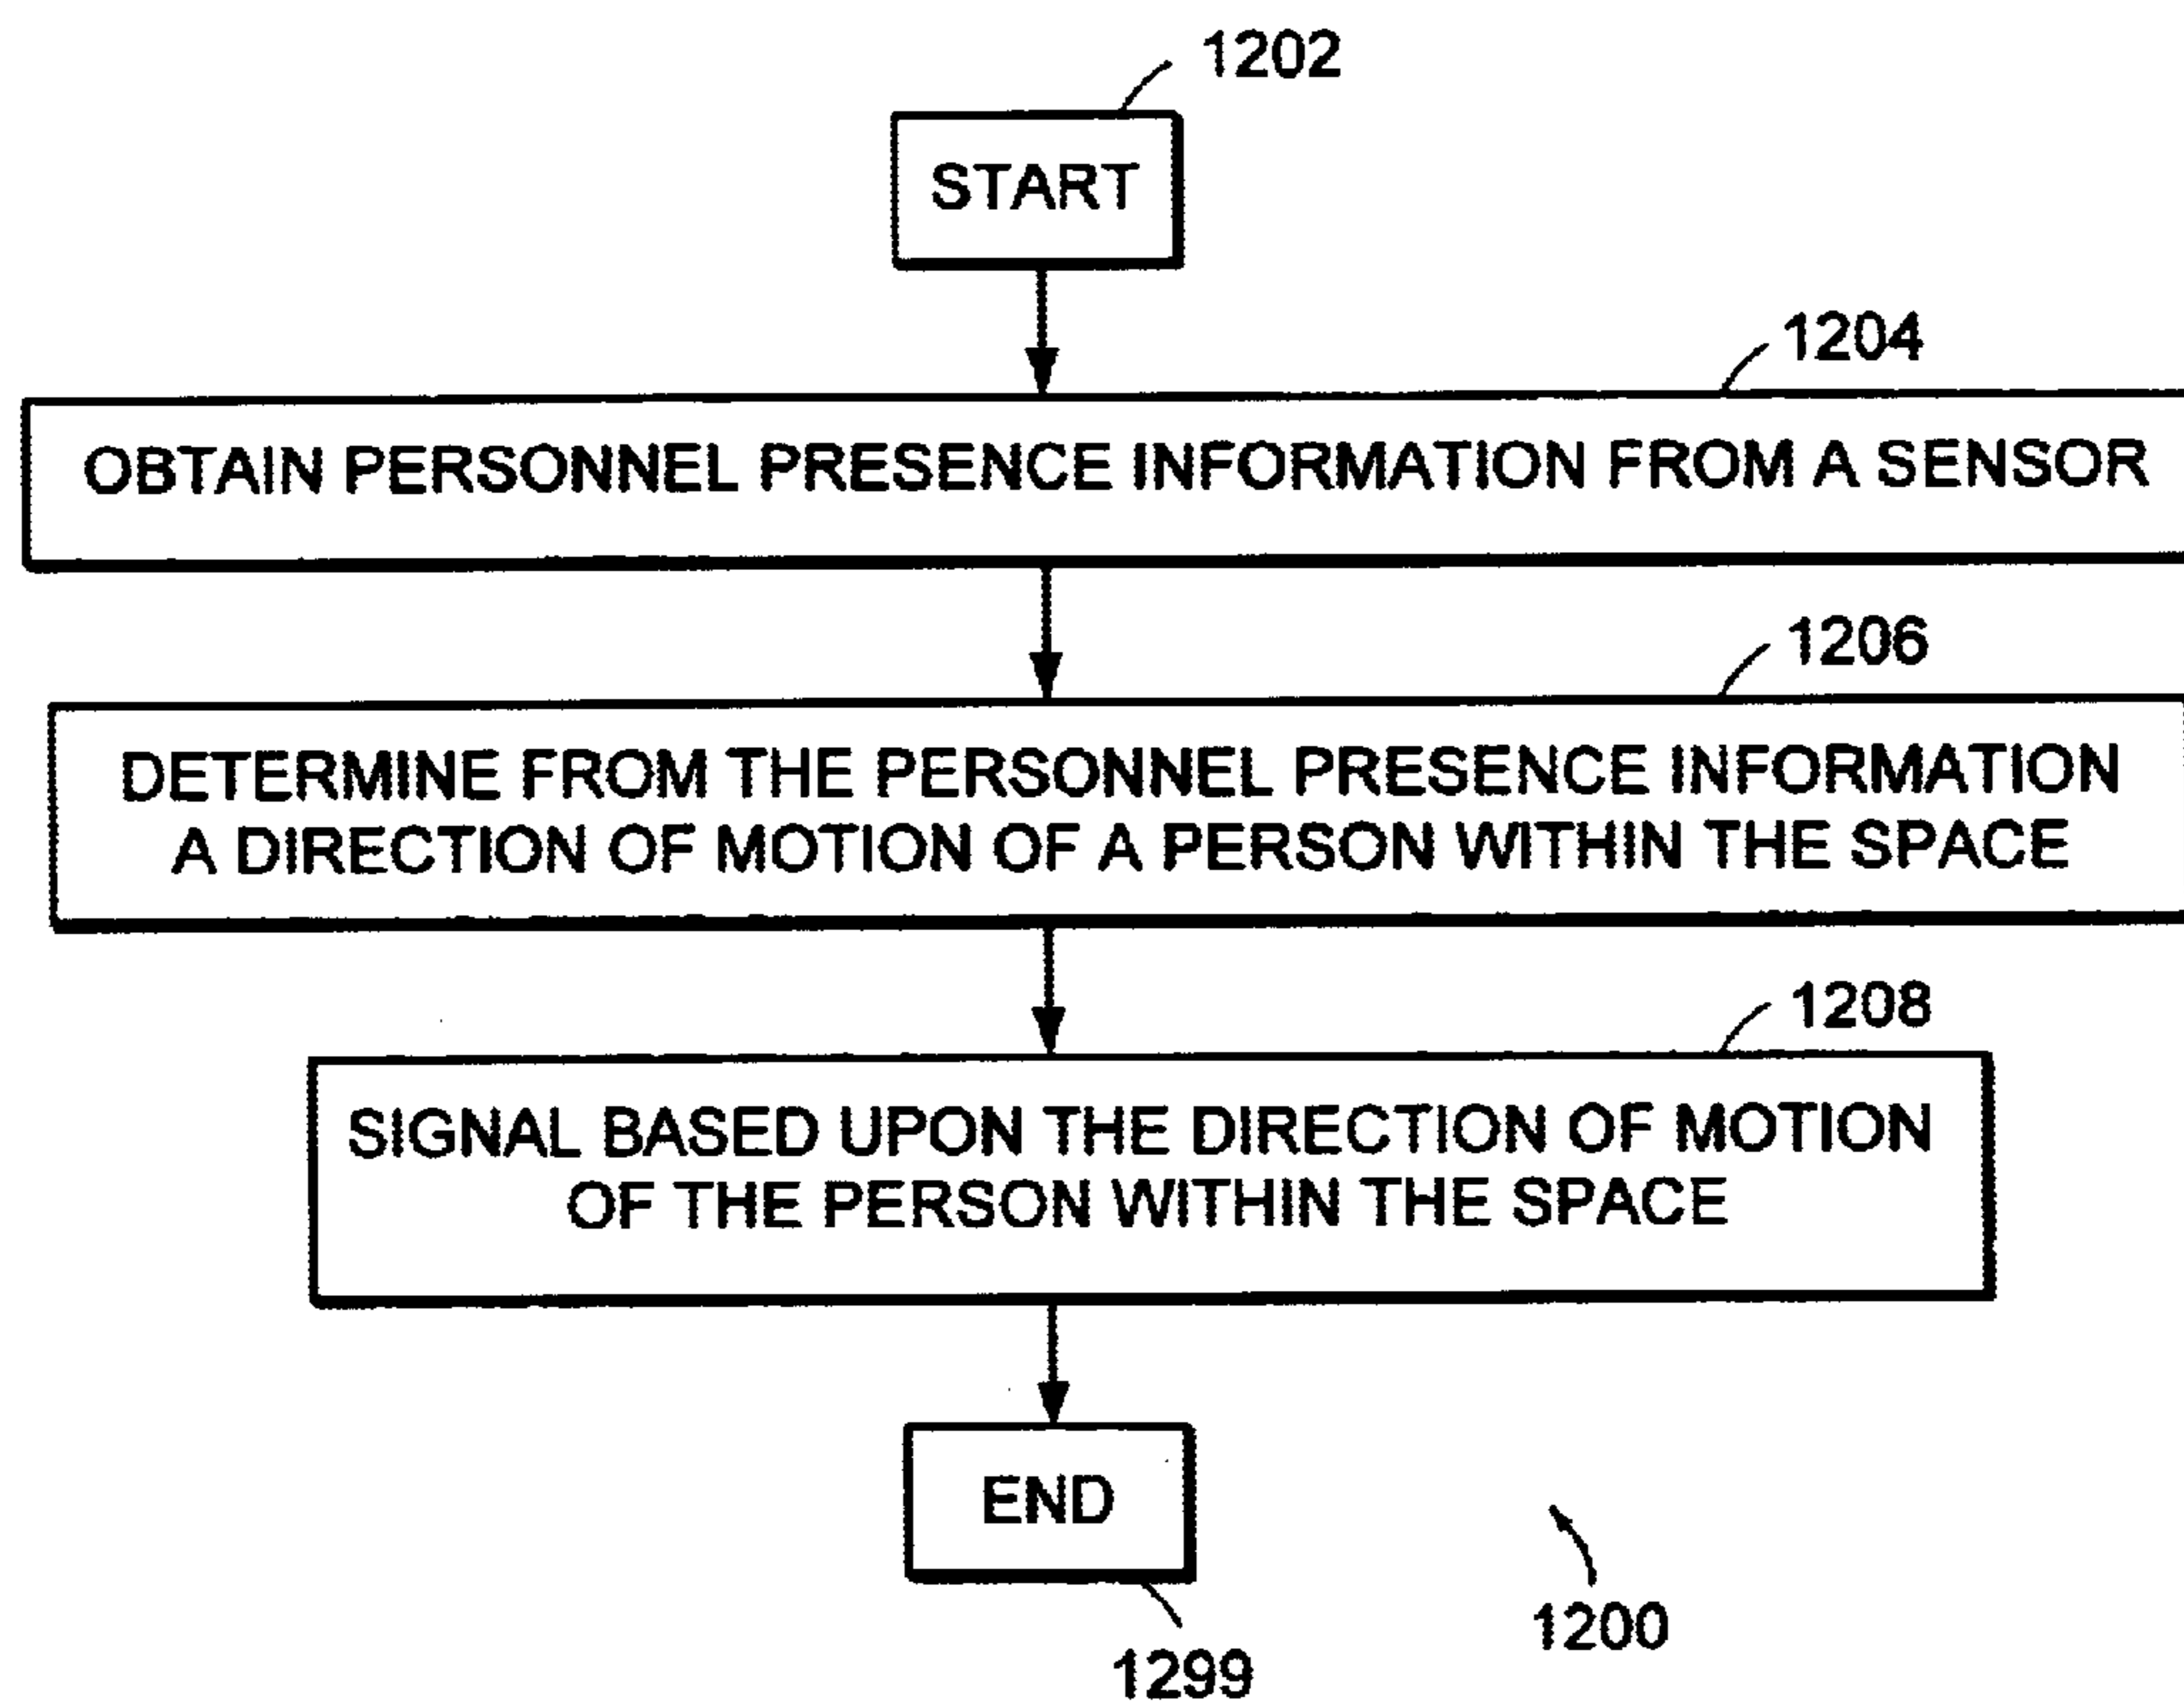 1202
START
1204
OBTAIN PERSONNEL PRESENCE INFORMATION FROM A SENSOR
1206
DETERMINE FROM THE PERSONNEL PRESENCE INFORMATION
A DIRECTION OF MOTION OF A PERSON WITHIN THE SPACE
1208
SIGNAL BASED UPON THE DIRECTION OF MOTION
OF THE PERSON WITHIN THE SPACE
END
1200
1299